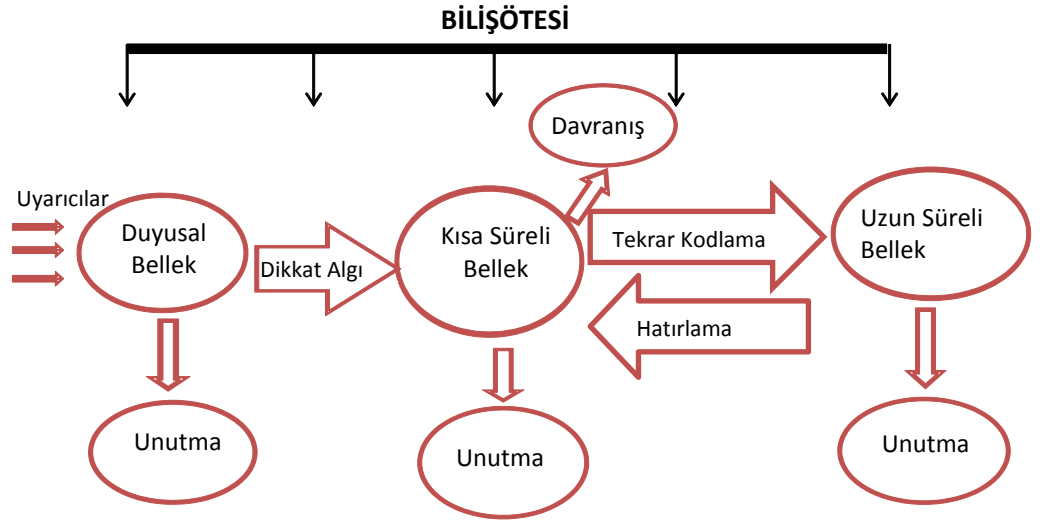 BİLİŞÖTESİ
Davranış
Uyarıcılar
Duyusal
Bellek
Dikkat Algı
Kısa Süreli
Bellek
Tekrar Kodlama
Uzun Süreli
Bellek
Hatırlama
Unutma
Unutma
Unutma